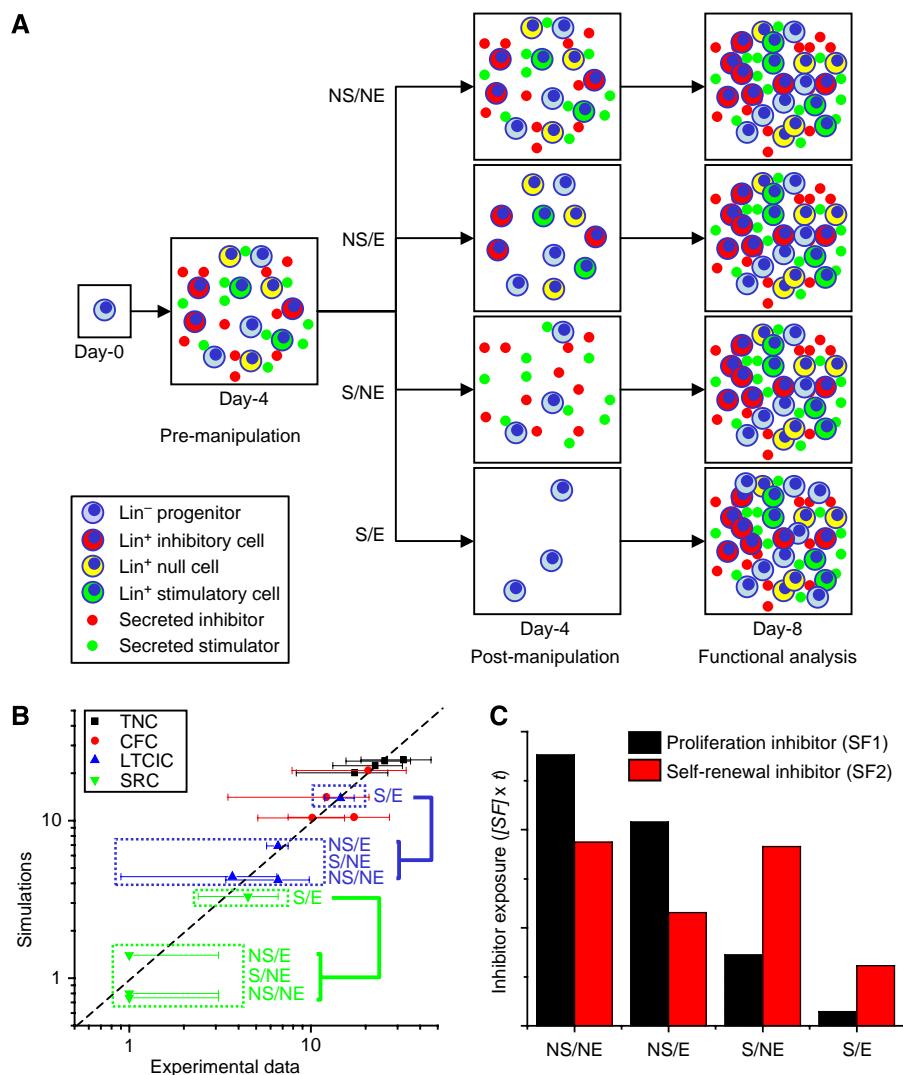 A
NS/NE
NS/E
S/NE
S/E
Day-0
Day-4
Pre-manipulation
Day-4
Post-manipulation
Day-8
Functional analysis
Lin⁻ progenitor
Lin⁺ inhibitory cell
Lin⁺ null cell
Lin⁺ stimulatory cell
Secreted inhibitor
Secreted stimulator
B
TNC
CFC
LTCIC
SRC
S/E
NS/E
S/NE
NS/NE
S/E
NS/E
S/NE
NS/NE
10
1
Simulations
1
10
Experimental data
C
Proliferation inhibitor (SF1)
Self-renewal inhibitor (SF2)
Inhibitor exposure ([SF] x t)
NS/NE
NS/E
S/NE
S/E